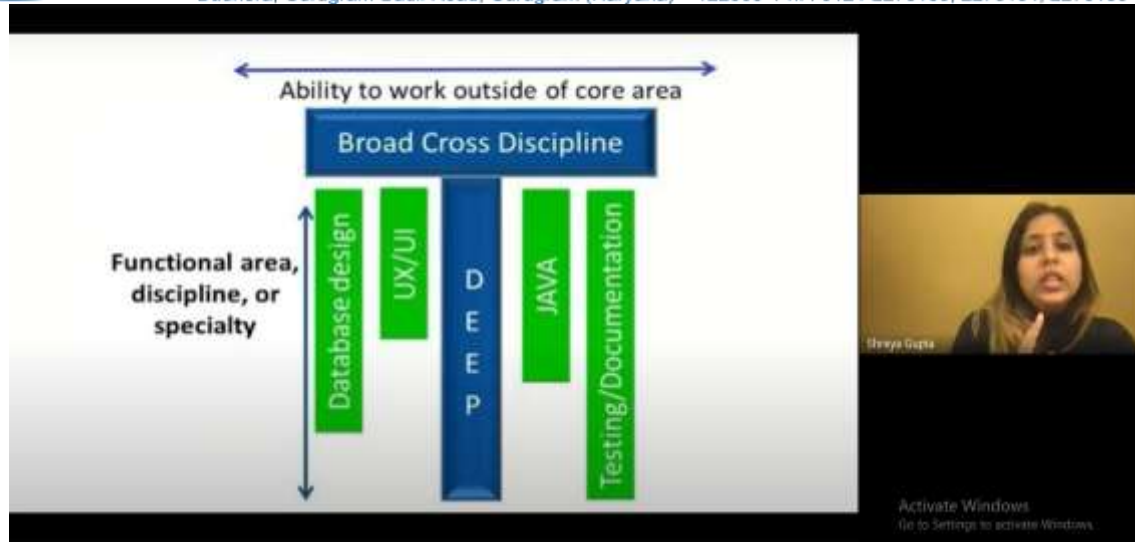 Ability to work outside of core area
Broad Cross Discipline
Functional area,
discipline, or
specialty
Database design
UX/UI
D
E
E
P
JAVA
Testing/Documentation
Shreya Gupta
Activate Windows
Go to Settings to activate Windows.